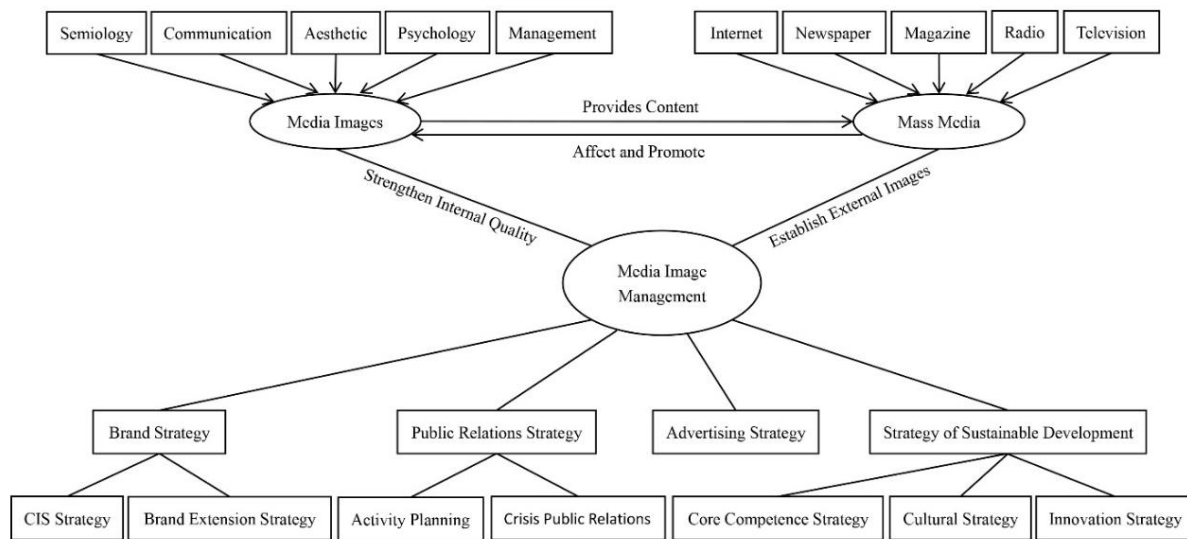 Semiology
Communication
Aesthetic
Psychology
Management
Internet
Newspaper
Magazine
Radio
Television
Media Images
Provides Content
Mass Media
Affect and Promote
Strengthen Internal Quality
Establish External Images
Media Image
Management
Brand Strategy
Public Relations Strategy
Advertising Strategy
Strategy of Sustainable Development
CIS Strategy
Brand Extension Strategy
Activity Planning
Crisis Public Relations
Core Competence Strategy
Cultural Strategy
Innovation Strategy